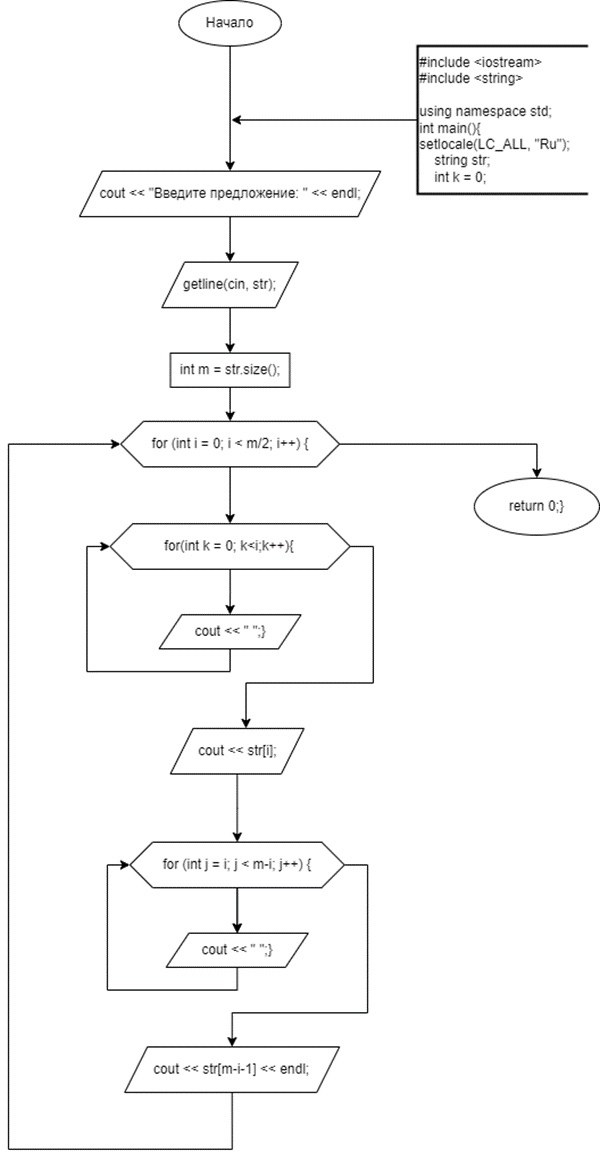 Начало
#include <iostream>
#include <string>
using namespace std;
int main(){
setlocale(LC_ALL, "Ru");
string str;
int k = 0;
cout << "Введите предложение: " << endl;
getline(cin, str);
int m = str.size();
for (int i = 0; i < m/2; i++) {
return 0;}
for(int k = 0; k<i;k++){
cout << " ";}
cout << str[i];
for (int j = i; j < m-i; j++) {
cout << " ";}
cout << str[m-i-1] << endl;